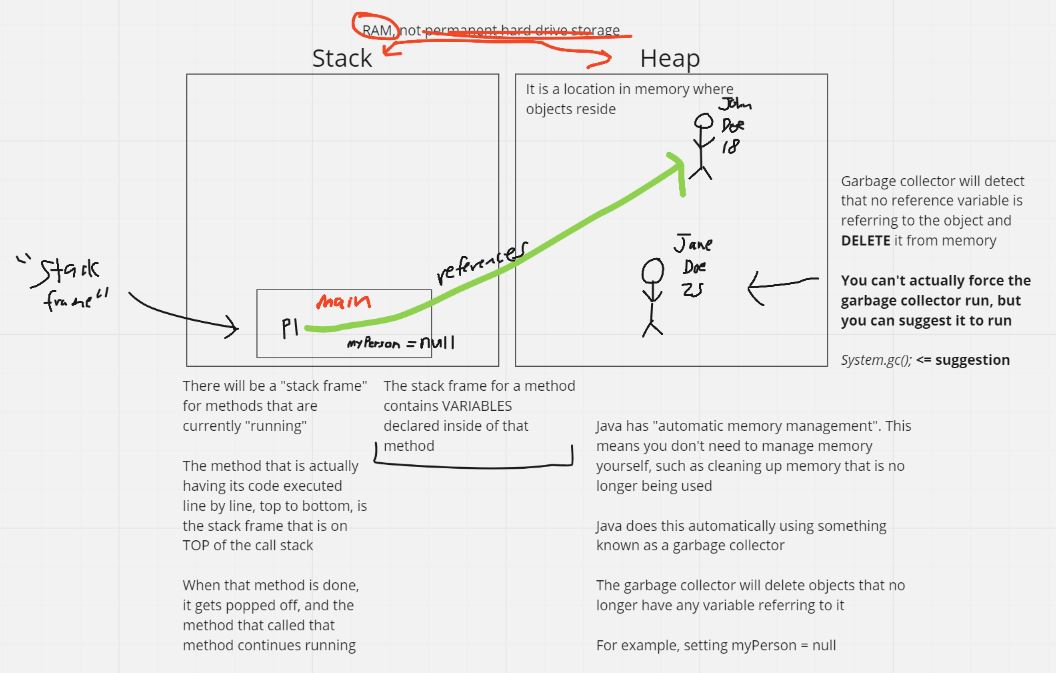 RAM, not permanent hard drive storage
Stack
Heap
It is a location in memory where
objects reside
John
Doe
18
Jane
Doe
25
references
"Stack
frame"
main
P1
myPerson = null
Garbage collector will detect
that no reference variable is
referring to the object and
DELETE it from memory
You can't actually force the
garbage collector run, but
you can suggest it to run
System.gc(); <= suggestion
There will be a "stack frame"
for methods that are
currently "running"
The method that is actually
having its code executed
line by line, top to bottom, is
the stack frame that is on
TOP of the call stack
When that method is done,
it gets popped off, and the
method that called that
method continues running
The stack frame for a method
contains VARIABLES
declared inside of that
method
Java has "automatic memory management". This
means you don't need to manage memory
yourself, such as cleaning up memory that is no
longer being used
Java does this automatically using something
known as a garbage collector
The garbage collector will delete objects that no
longer have any variable referring to it
For example, setting myPerson = null